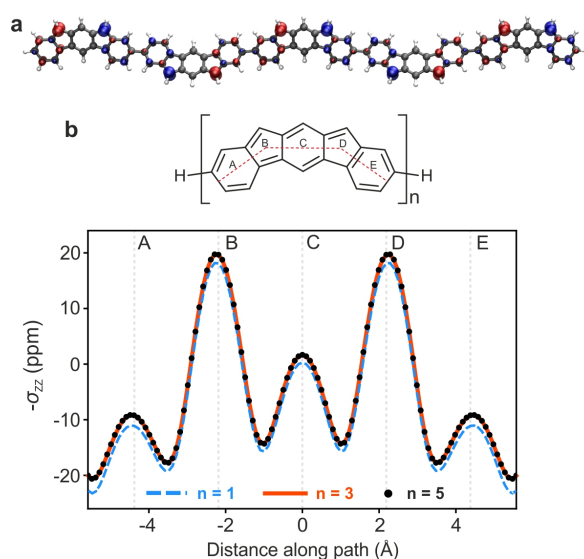 a
b
A
B
C
D
E
H
H
n
A
B
C
D
E
20
10
0
-10
-20
-σzz (ppm)
n = 1
n = 3
n = 5
-4
-2
0
2
4
Distance along path (Å)